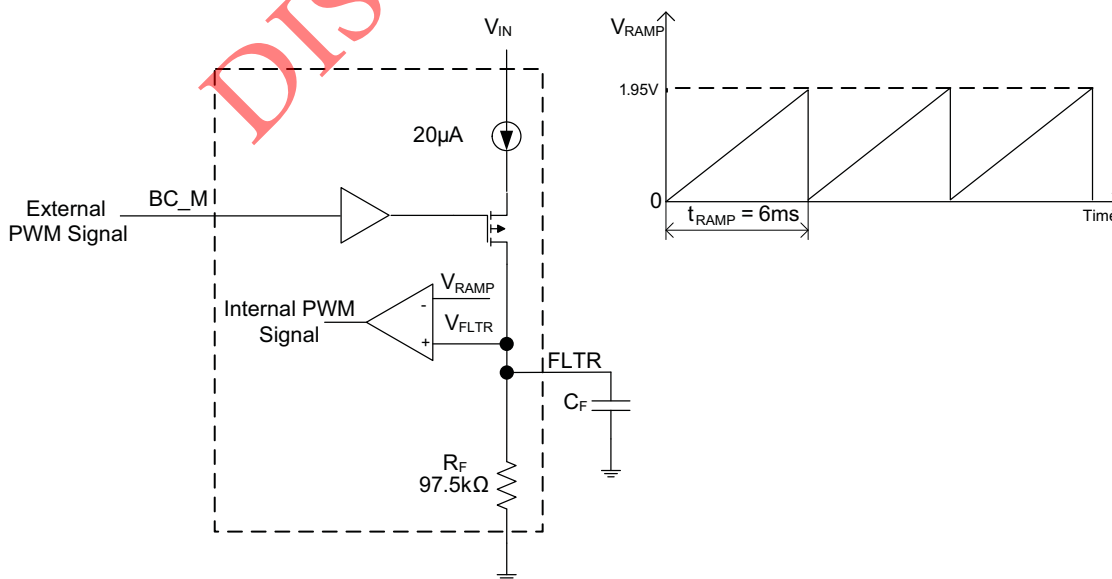 DIS
V_IN
20µA
BC_M
External
PWM Signal
V_RAMP
Internal PWM
Signal
V_FLTR
-
+
FLTR
C_F
R_F
97.5kΩ
V_RAMP
1.95V
0
t_RAMP = 6ms
Time